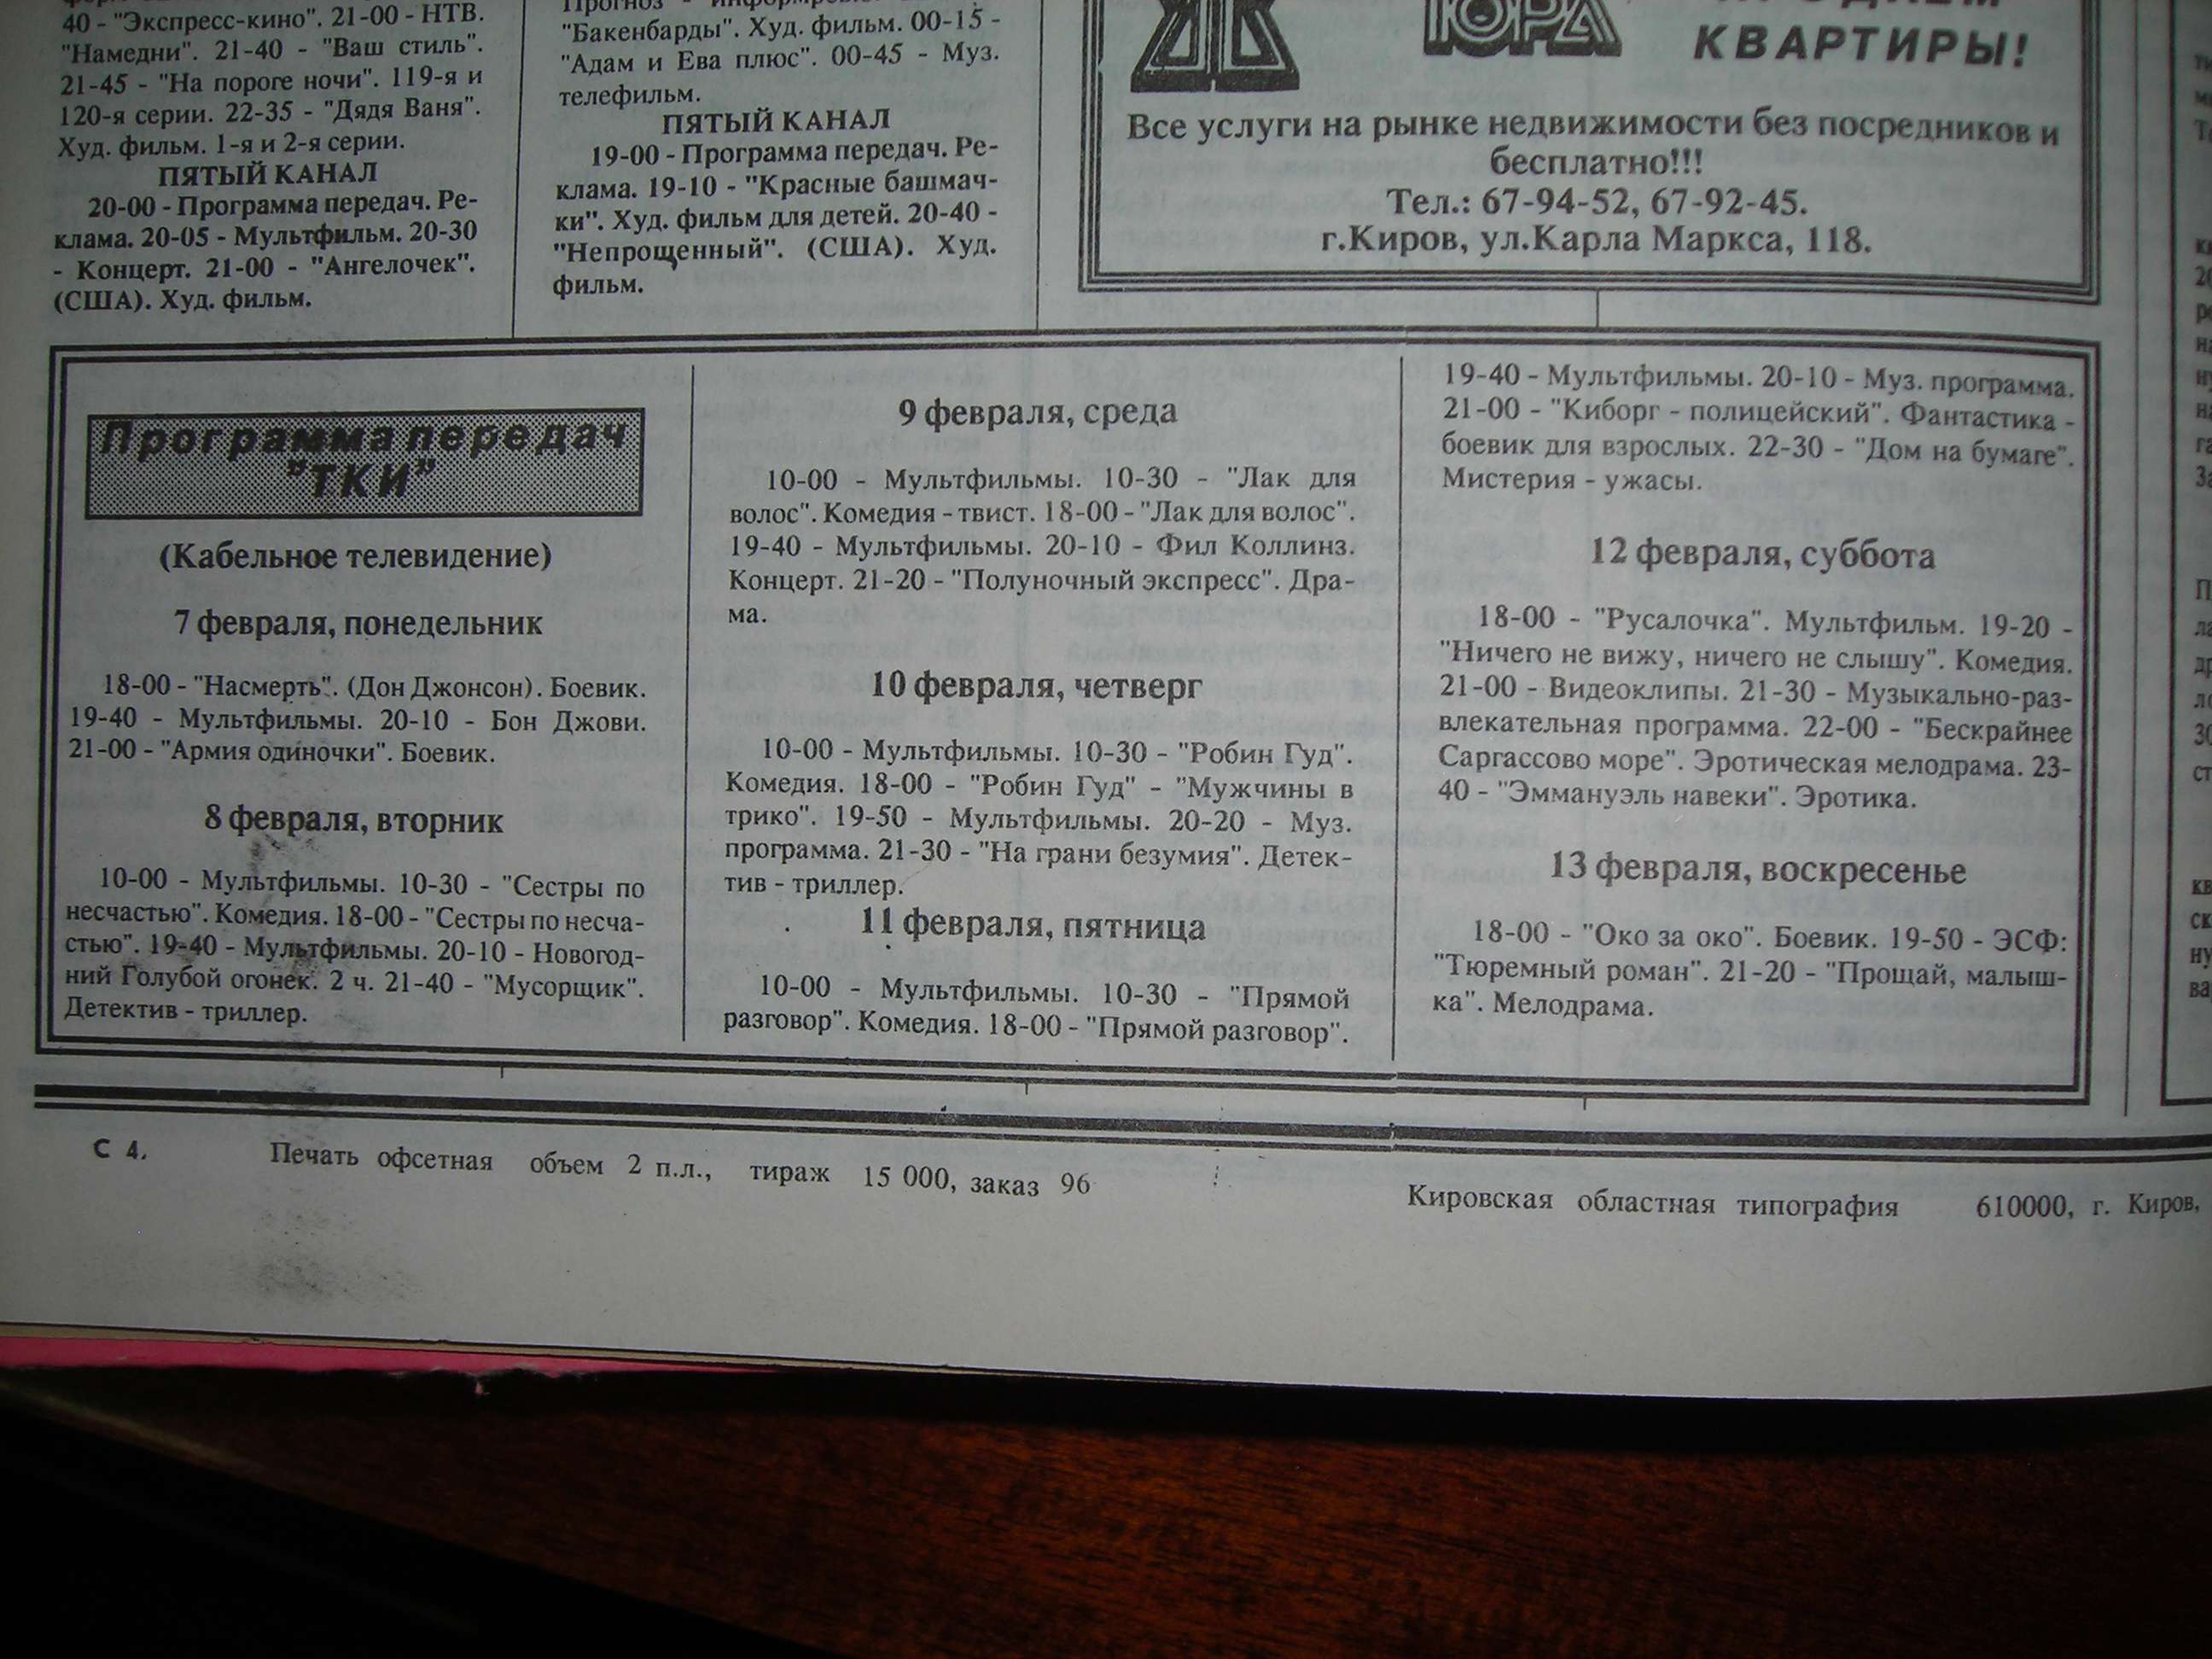 40 - "Экспресс-кино". 21-00 - НТВ.
"Намедни". 21-40 - "Ваш стиль".
21-45 - "На пороге ночи". 119-я и
120-я серии. 22-35 - "Дядя Ваня".
Худ. фильм. 1-я и 2-я серии.
ПЯТЫЙ КАНАЛ
20-00 - Программа передач. Ре-
клама. 20-05 - Мультфильм. 20-30
- Концерт. 21-00 - "Ангелочек".
(США). Худ. фильм.
Прогноз -
"Бакенбарды". Худ. фильм. 00-15 -
"Адам и Ева плюс". 00-45 - Муз.
телефильм.
ПЯТЫЙ КАНАЛ
19-00 - Программа передач. Ре-
клама. 19-10 - "Красные башмач-
ки". Худ. фильм для детей. 20-40 -
"Непрощенный". (США). Худ.
фильм.
ЮРА
КВАРТИРЫ!
Все услуги на рынке недвижимости без посредников и
бесплатно!!!
Тел.: 67-94-52, 67-92-45.
г.Киров, ул.Карла Маркса, 118.
Программа передач
"ТКИ"
(Кабельное телевидение)
7 февраля, понедельник
18-00 - "Насмерть". (Дон Джонсон). Боевик.
19-40 - Мультфильмы. 20-10 - Бон Джови.
21-00 - "Армия одиночки". Боевик.
8 февраля, вторник
10-00 - Мультфильмы. 10-30 - "Сестры по
несчастью". Комедия. 18-00 - "Сестры по несча-
стью". 19-40 - Мультфильмы. 20-10 - Новогод-
ний Голубой огонек. 2 ч. 21-40 - "Мусорщик".
Детектив - триллер.
9 февраля, среда
10-00 - Мультфильмы. 10-30 - "Лак для
волос". Комедия - твист. 18-00 - "Лак для волос".
19-40 - Мультфильмы. 20-10 - Фил Коллинз.
Концерт. 21-20 - "Полуночный экспресс". Дра-
ма.
10 февраля, четверг
10-00 - Мультфильмы. 10-30 - "Робин Гуд".
Комедия. 18-00 - "Робин Гуд" - "Мужчины в
трико". 19-50 - Мультфильмы. 20-20 - Муз.
программа. 21-30 - "На грани безумия". Детек-
тив - триллер.
11 февраля, пятница
10-00 - Мультфильмы. 10-30 - "Прямой
разговор". Комедия. 18-00 - "Прямой разговор".
19-40 - Мультфильмы. 20-10 - Муз. программа.
21-00 - "Киборг - полицейский". Фантастика -
боевик для взрослых. 22-30 - "Дом на бумаге".
Мистерия - ужасы.
12 февраля, суббота
18-00 - "Русалочка". Мультфильм. 19-20 -
"Ничего не вижу, ничего не слышу". Комедия.
21-00 - Видеоклипы. 21-30 - Музыкально-раз-
влекательная программа. 22-00 - "Бескрайнее
Саргассово море". Эротическая мелодрама. 23-
40 - "Эммануэль навеки". Эротика.
13 февраля, воскресенье
18-00 - "Око за око". Боевик. 19-50 - ЭСФ:
"Тюремный роман". 21-20 - "Прощай, малыш-
ка". Мелодрама.
С 4. Печать офсетная объем 2 п.л., тираж 15 000, заказ 96
Кировская областная типография 610000, г. Киров,